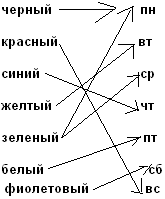 черный пн
красный вт
синий ср
желтый чт
зеленый
белый пт
фиолетовый сб
вс